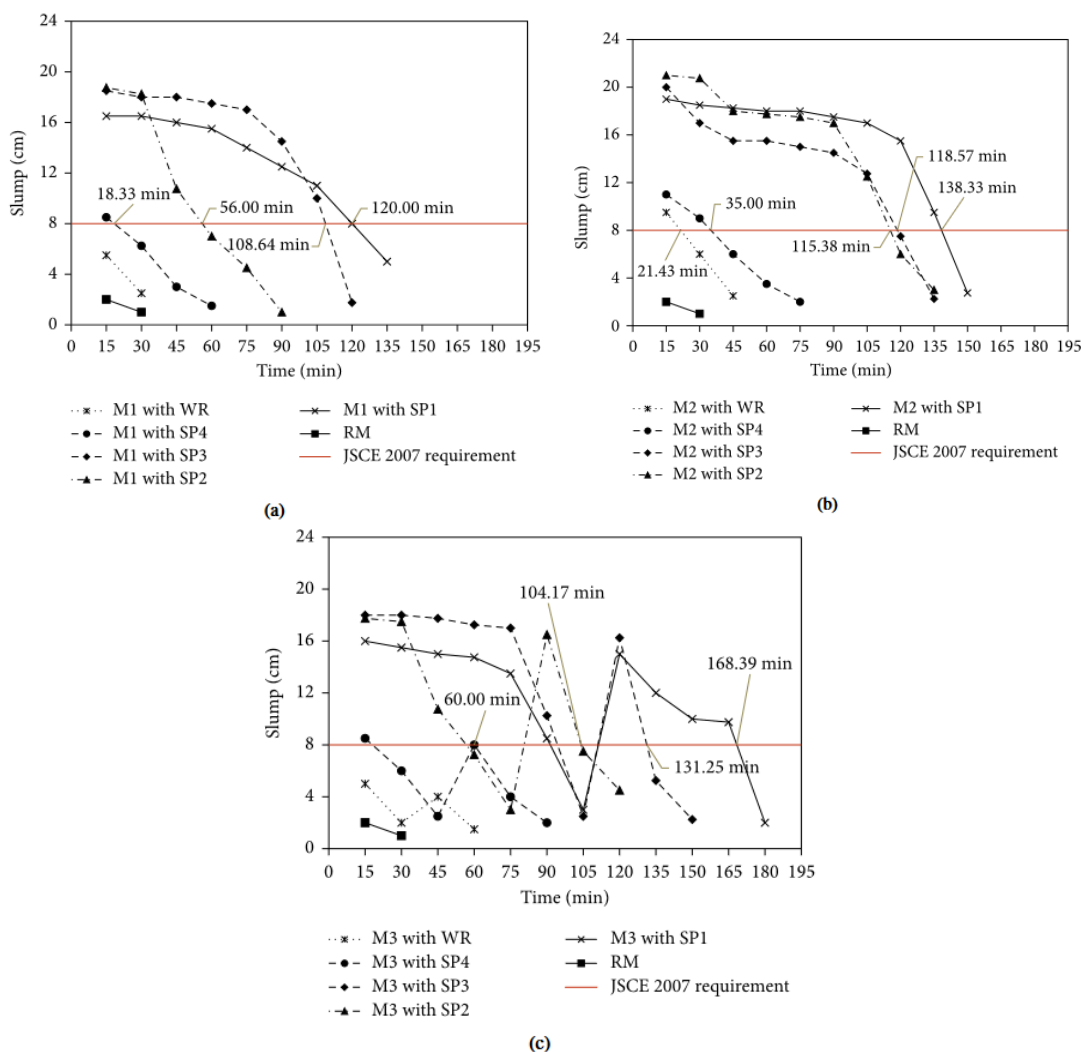 24
20
16
12
8
4
0
Slump (cm)
18.33 min
56.00 min
120.00 min
108.64 min
0 15 30 45 60 75 90 105 120 135 150 165 180 195
Time (min)
M1 with WR
M1 with SP4
M1 with SP3
M1 with SP2
M1 with SP1
RM
JSCE 2007 requirement
(a)
24
20
16
12
8
4
0
Slump (cm)
118.57 min
35.00 min
138.33 min
115.38 min
21.43 min
0 15 30 45 60 75 90 105 120 135 150 165 180 195
Time (min)
M2 with WR
M2 with SP4
M2 with SP3
M2 with SP2
M2 with SP1
RM
JSCE 2007 requirement
(b)
24
20
16
12
8
4
0
Slump (cm)
104.17 min
168.39 min
60.00 min
131.25 min
0 15 30 45 60 75 90 105 120 135 150 165 180 195
Time (min)
M3 with WR
M3 with SP4
M3 with SP3
M3 with SP2
M3 with SP1
RM
JSCE 2007 requirement
(c)